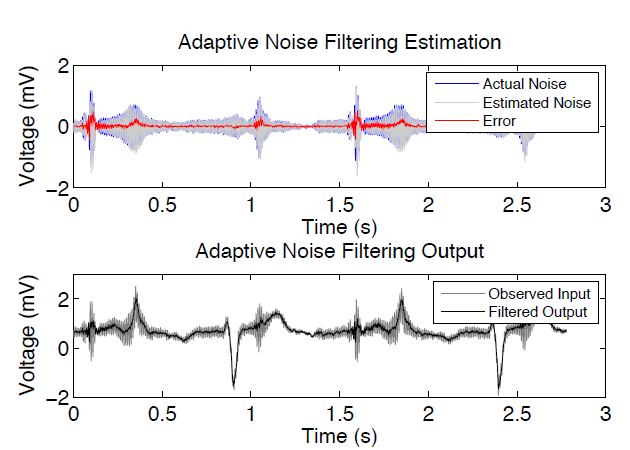 Adaptive Noise Filtering Estimation
2
0
−2
Voltage (mV)
Actual Noise
Estimated Noise
Error
0 0.5 1 1.5 2 2.5 3
Time (s)
Adaptive Noise Filtering Output
2
0
−2
Voltage (mV)
Observed Input
Filtered Output
0 0.5 1 1.5 2 2.5 3
Time (s)